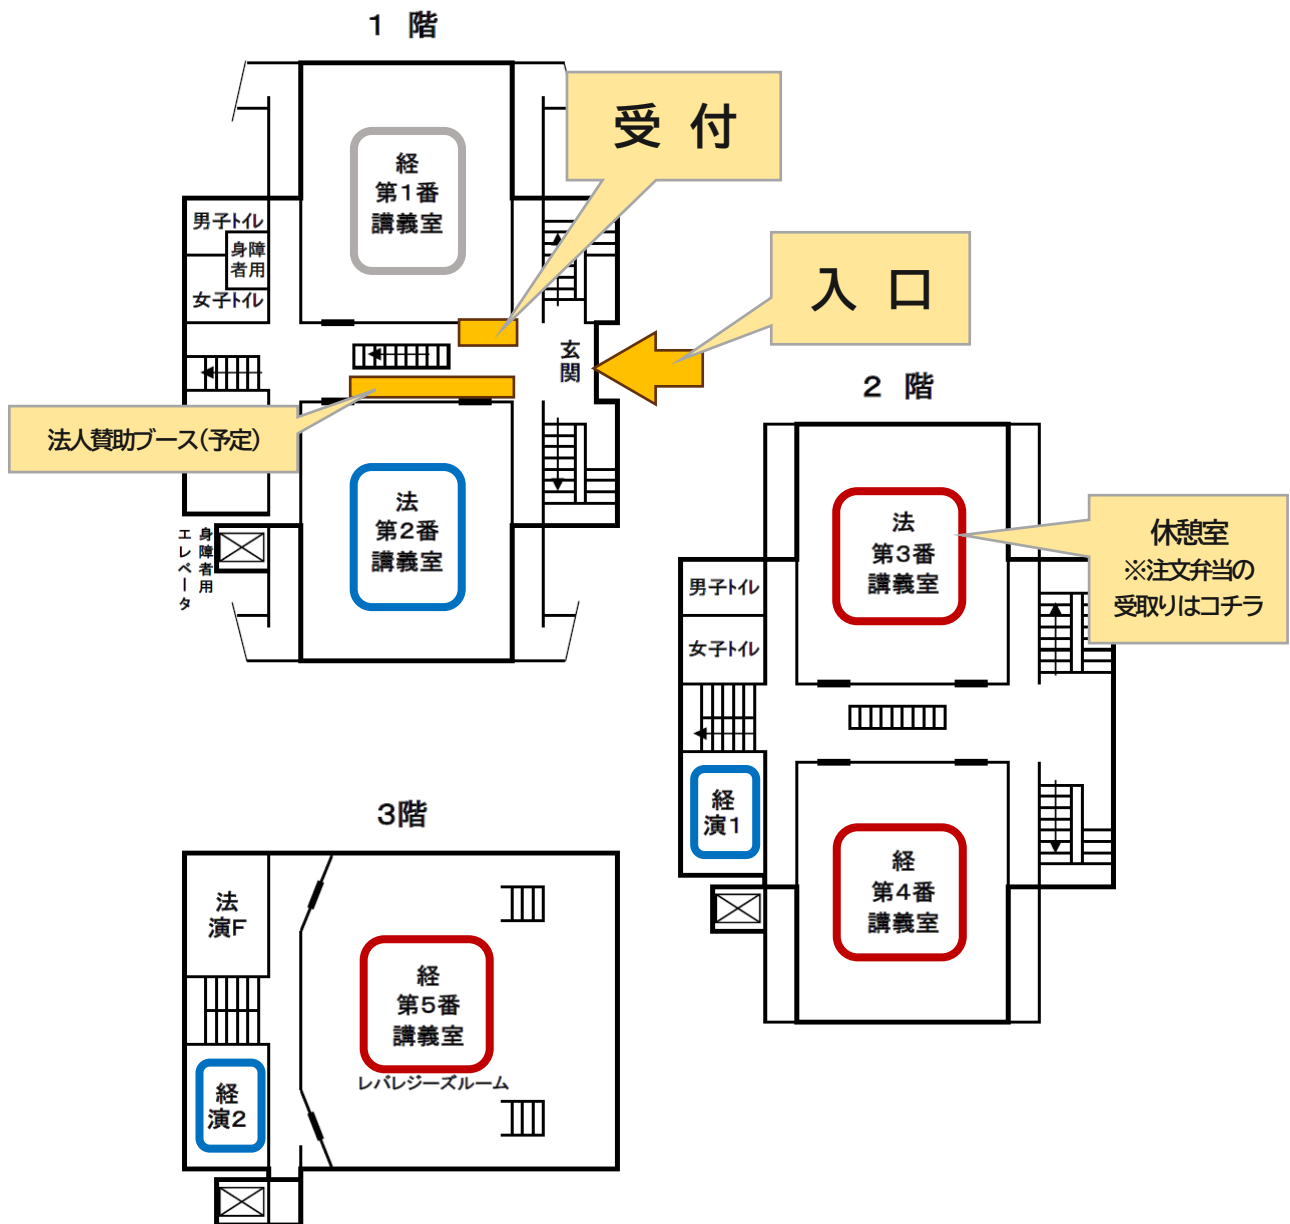 1 階
受 付
経
第1番
講義室
男子トイレ
身障
者用
女子トイレ
入 口
玄
関
法人賛助ブース(予定)
法
第2番
講義室
身障者用
エレベータ
2 階
法
第3番
講義室
休憩室
※注文弁当の
受取りはコチラ
男子トイレ
女子トイレ
経
演1
経
第4番
講義室
3階
法
演F
経
第5番
講義室
レバレジーズルーム
経
演2